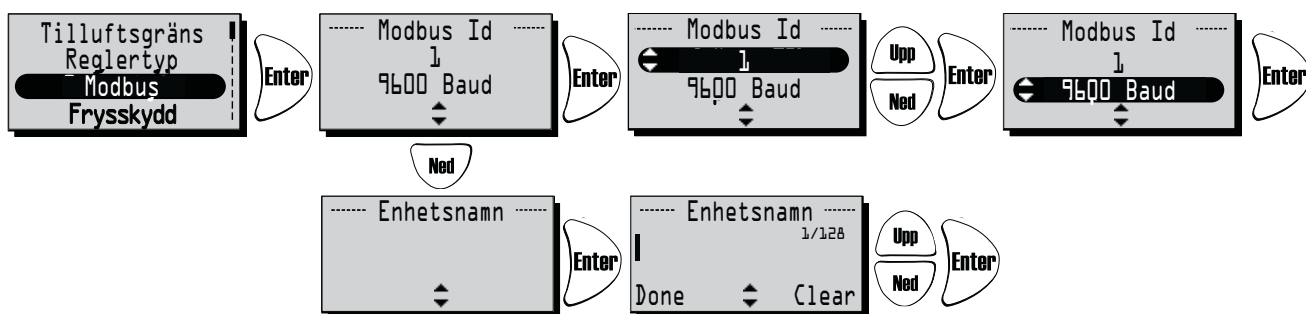 Tilluftsgräns
Reglertyp
Modbus
Frysskydd
Enter
------- Modbus Id -------
1
9600 Baud
Enter
------- Modbus Id -------
1
9600 Baud
Upp
Ned
Enter
------- Modbus Id -------
1
9600 Baud
Enter
Ned
------- Enhetsnamn -------
Enter
------- Enhetsnamn -------
1/128
Done Clear
Upp
Ned
Enter